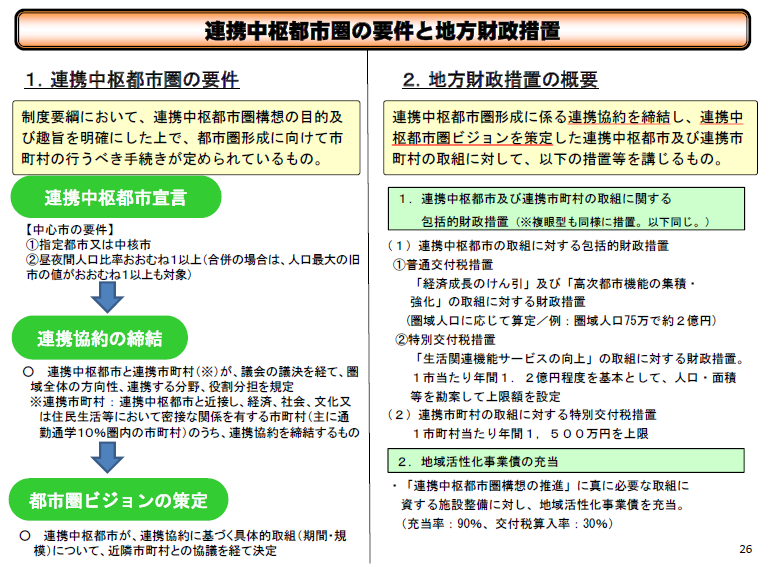 連携中枢都市圏の要件と地方財政措置
１．連携中枢都市圏の要件
制度要綱において、連携中枢都市圏構想の目的及
び趣旨を明確にした上で、都市圏形成に向けて市
町村の行うべき手続きが定められているもの。
連携中枢都市宣言
【中心市の要件】
①指定都市又は中核市
②昼夜間人口比率おおむね１以上（合併の場合は、人口最大の旧
市の値がおおむね１以上も対象）
連携協約の締結
○　連携中枢都市と連携市町村（※）が、議会の議決を経て、圏
域全体の方向性、連携する分野、役割分担を規定
※連携市町村：連携中枢都市と近接し、経済、社会、文化又
は住民生活等において密接な関係を有する市町村（主に通
勤通学１０％圏内の市町村）のうち、連携協約を締結するもの
都市圏ビジョンの策定
○　連携中枢都市が、連携協約に基づく具体的取組（期間・規
模）について、近隣市町村との協議を経て決定
２．地方財政措置の概要
連携中枢都市圏形成に係る連携協約を締結し、連携中
枢都市圏ビジョンを策定した連携中枢都市及び連携市
町村の取組に対して、以下の措置等を講じるもの。
１．連携中枢都市及び連携市町村の取組に関する
包括的財政措置（※複眼型も同様に措置。以下同じ。）
（１）連携中枢都市の取組に対する包括的財政措置
①普通交付税措置
「経済成長のけん引」及び「高次都市機能の集積・
強化」の取組に対する財政措置
（圏域人口に応じて算定／例：圏域人口75万で約２億円）
②特別交付税措置
「生活関連機能サービスの向上」の取組に対する財政措置。
１市当たり年間１．２億円程度を基本として、人口・面積
等を勘案して上限額を設定
（２）連携市町村の取組に対する特別交付税措置
１市町村当たり年間１，５００万円を上限
２．地域活性化事業債の充当
・「連携中枢都市圏構想の推進」に真に必要な取組に
資する施設整備に対し、地域活性化事業債を充当。
（充当率：90％、交付税算入率：30％）
26